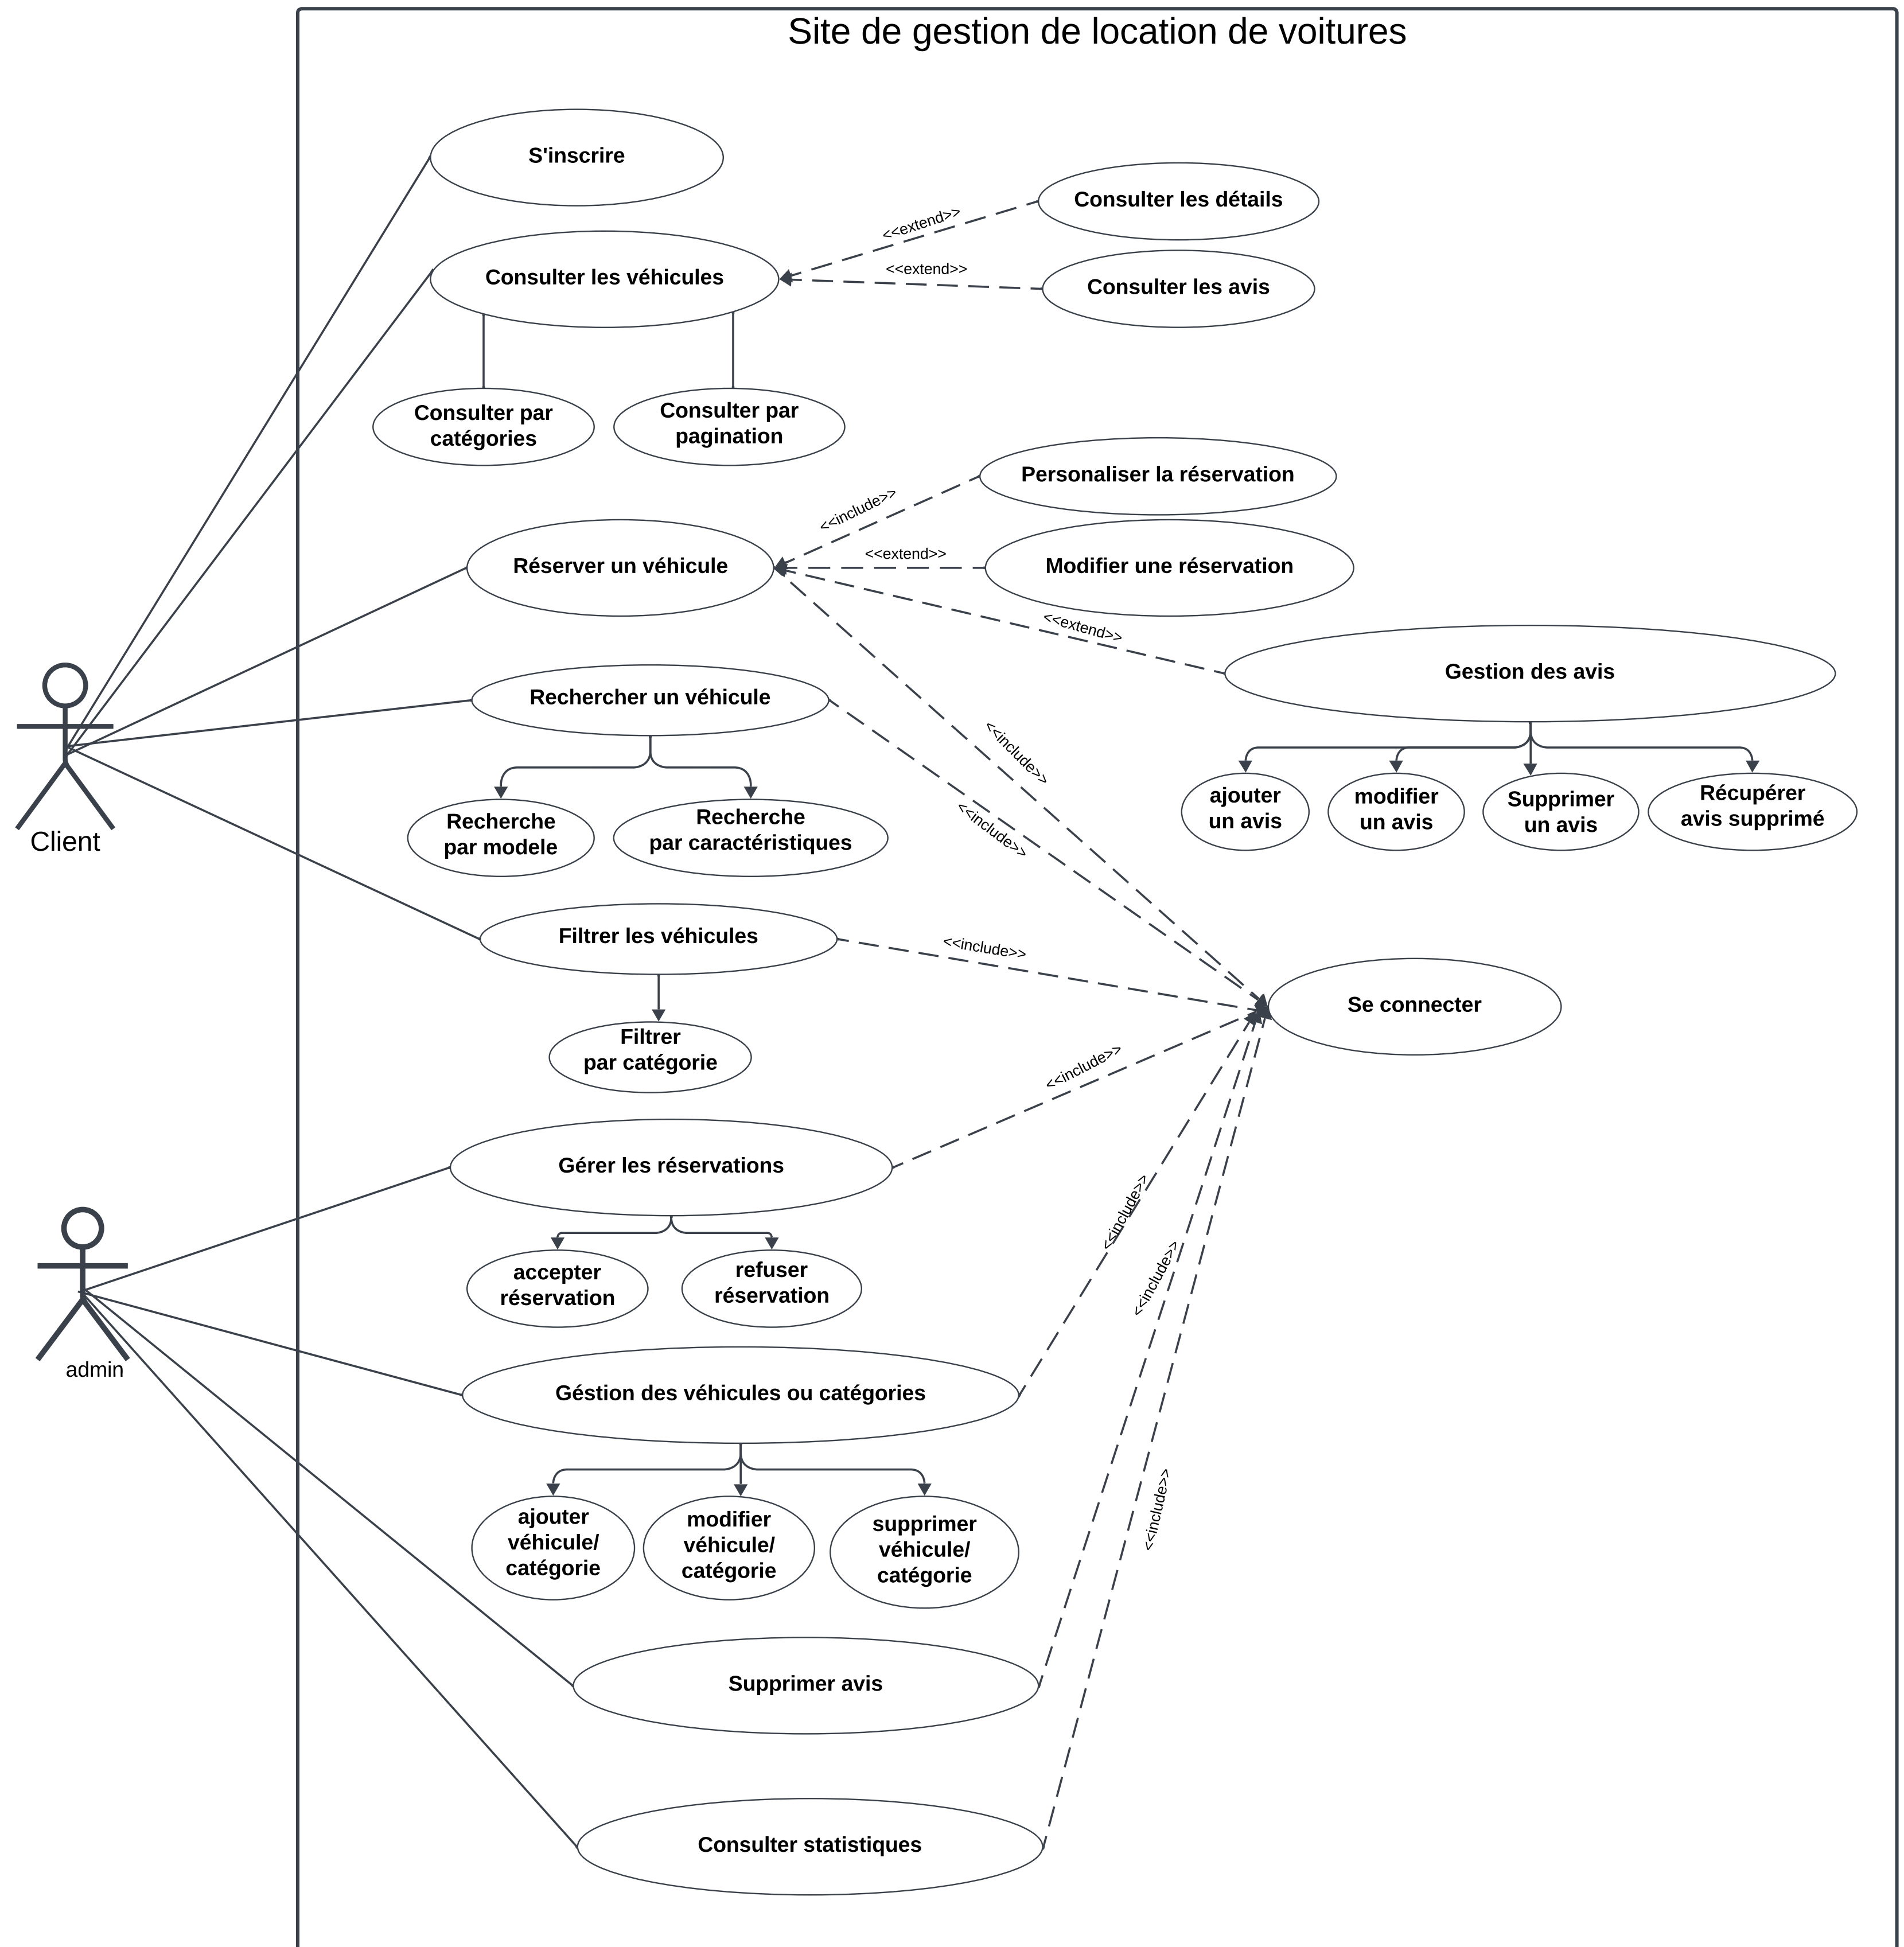 Site de gestion de location de voitures
S'inscrire
Consulter les détails
<<extend>>
Consulter les véhicules
<<extend>>
Consulter les avis
Consulter par
catégories
Consulter par
pagination
Personaliser la réservation
<<include>>
Réserver un véhicule
<<extend>>
Modifier une réservation
<<extend>>
Gestion des avis
Rechercher un véhicule
<<include>>
ajouter
un avis
modifier
un avis
Supprimer
un avis
Récupérer
avis supprimé
Recherche
par modele
Recherche
par caractéristiques
<<include>>
Client
Filtrer les véhicules
<<include>>
Se connecter
Filtrer
par catégorie
<<include>>
Gérer les réservations
<<include>>
accepter
réservation
refuser
réservation
<<include>>
admin
Géstion des véhicules ou catégories
ajouter
véhicule/
catégorie
modifier
véhicule/
catégorie
supprimer
véhicule/
catégorie
<<include>>
Supprimer avis
Consulter statistiques